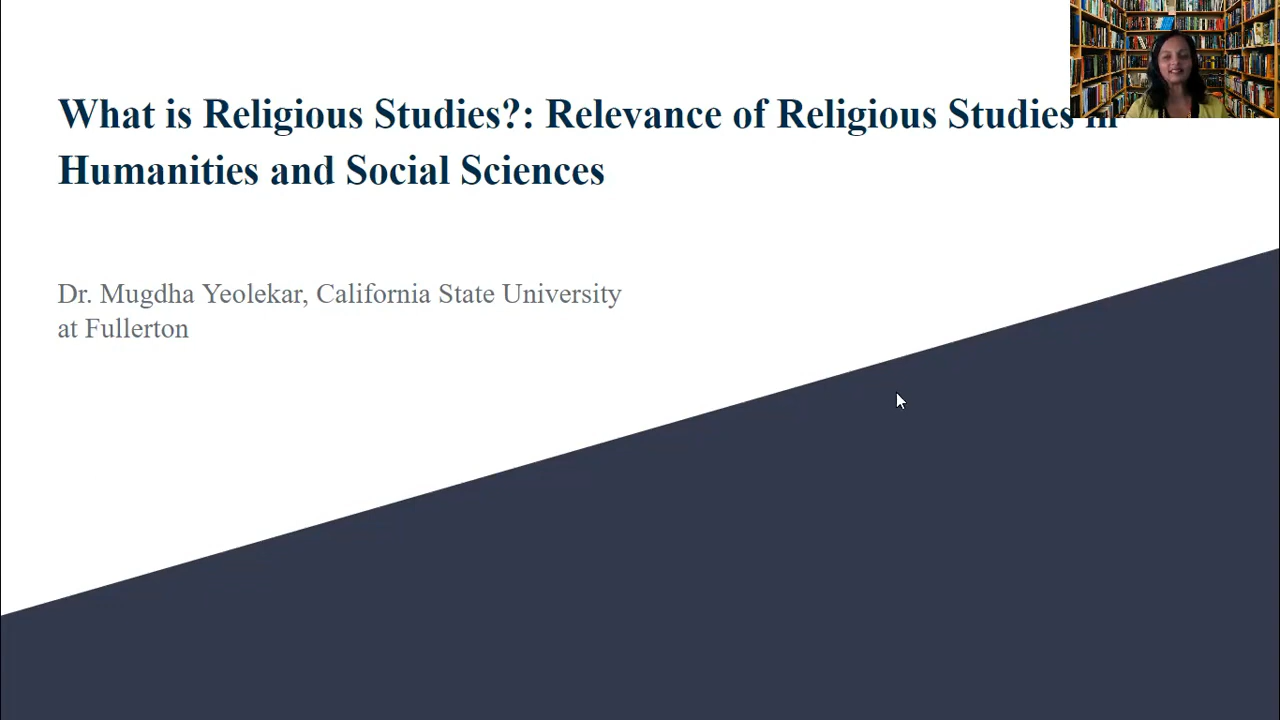 What is Religious Studies?: Relevance of Religious Studies in
Humanities and Social Sciences
Dr. Mugdha Yeolekar, California State University
at Fullerton